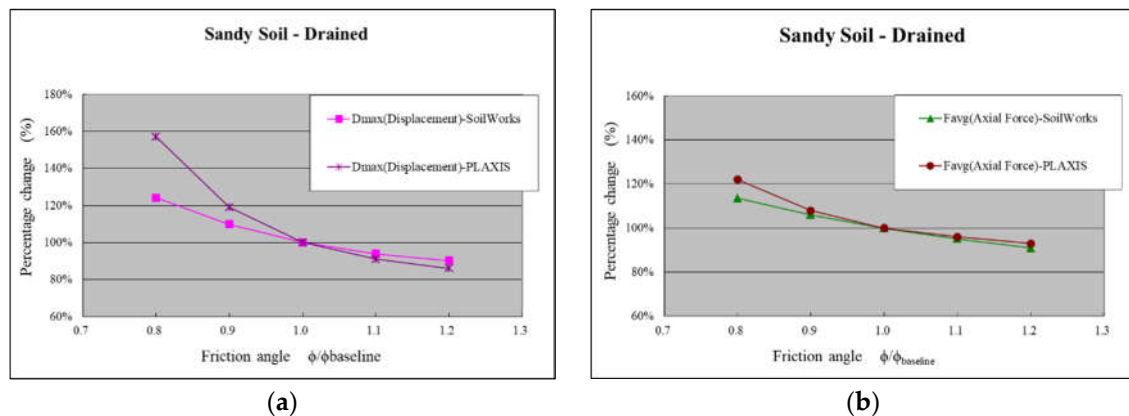 Sandy Soil - Drained
180%
160%
140%
120%
100%
80%
60%
Percentage change (%)
Dmax(Displacement)-SoilWorks
Dmax(Displacement)-PLAXIS
0.7 0.8 0.9 1.0 1.1 1.2 1.3
Friction angle ϕ/ϕbaseline
(a)
Sandy Soil - Drained
160%
140%
120%
100%
80%
60%
Percentage change (%)
Favg(Axial Force)-SoilWorks
Favg(Axial Force)-PLAXIS
0.7 0.8 0.9 1.0 1.1 1.2 1.3
Friction angle ϕ/ϕbaseline
(b)